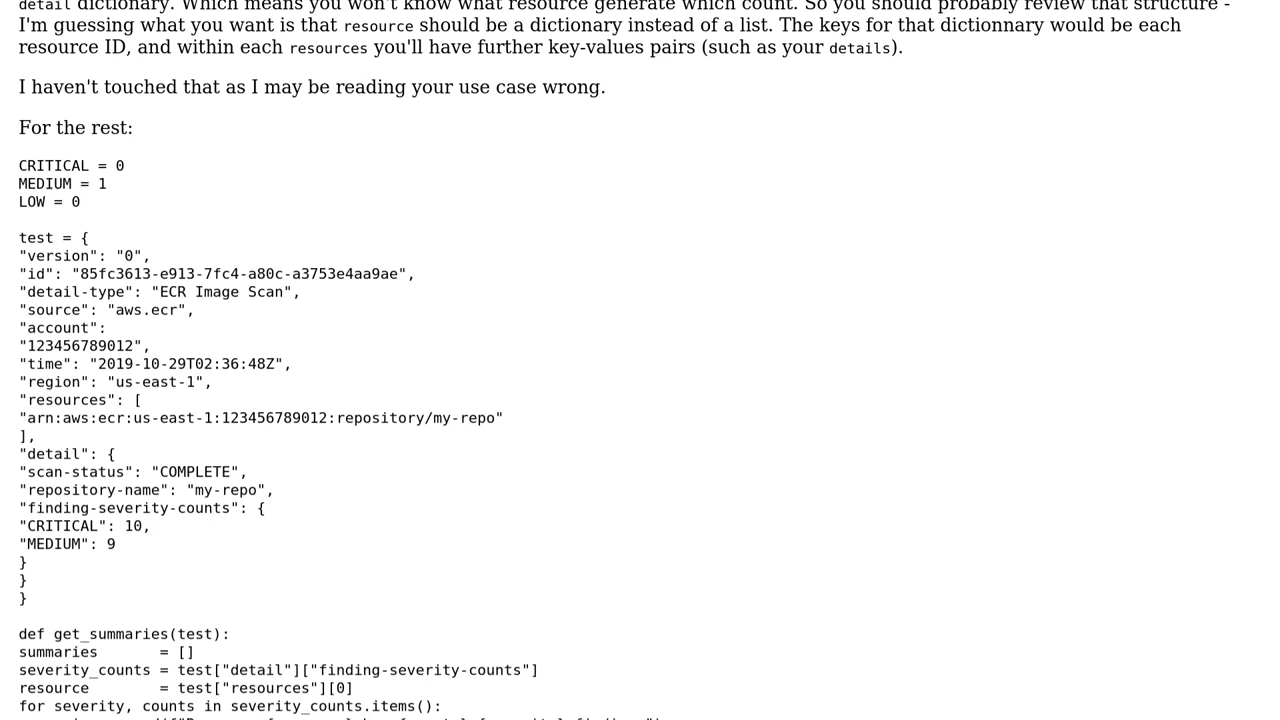 detail dictionary. Which means you won't know what resource generate which count. So you should probably review that structure -
I'm guessing what you want is that resource should be a dictionary instead of a list. The keys for that dictionnary would be each
resource ID, and within each resources you'll have further key-values pairs (such as your details).
I haven't touched that as I may be reading your use case wrong.
For the rest:
CRITICAL = 0
MEDIUM = 1
LOW = 0
test = {
"version": "0",
"id": "85fc3613-e913-7fc4-a80c-a3753e4aa9ae",
"detail-type": "ECR Image Scan",
"source": "aws.ecr",
"account":
"123456789012",
"time": "2019-10-29T02:36:48Z",
"region": "us-east-1",
"resources": [
"arn:aws:ecr:us-east-1:123456789012:repository/my-repo"
],
"detail": {
"scan-status": "COMPLETE",
"repository-name": "my-repo",
"finding-severity-counts": {
"CRITICAL": 10,
"MEDIUM": 9
}
}
}
def get_summaries(test):
summaries       = []
severity_counts = test["detail"]["finding-severity-counts"]
resource        = test["resources"][0]
for severity, counts in severity_counts.items():